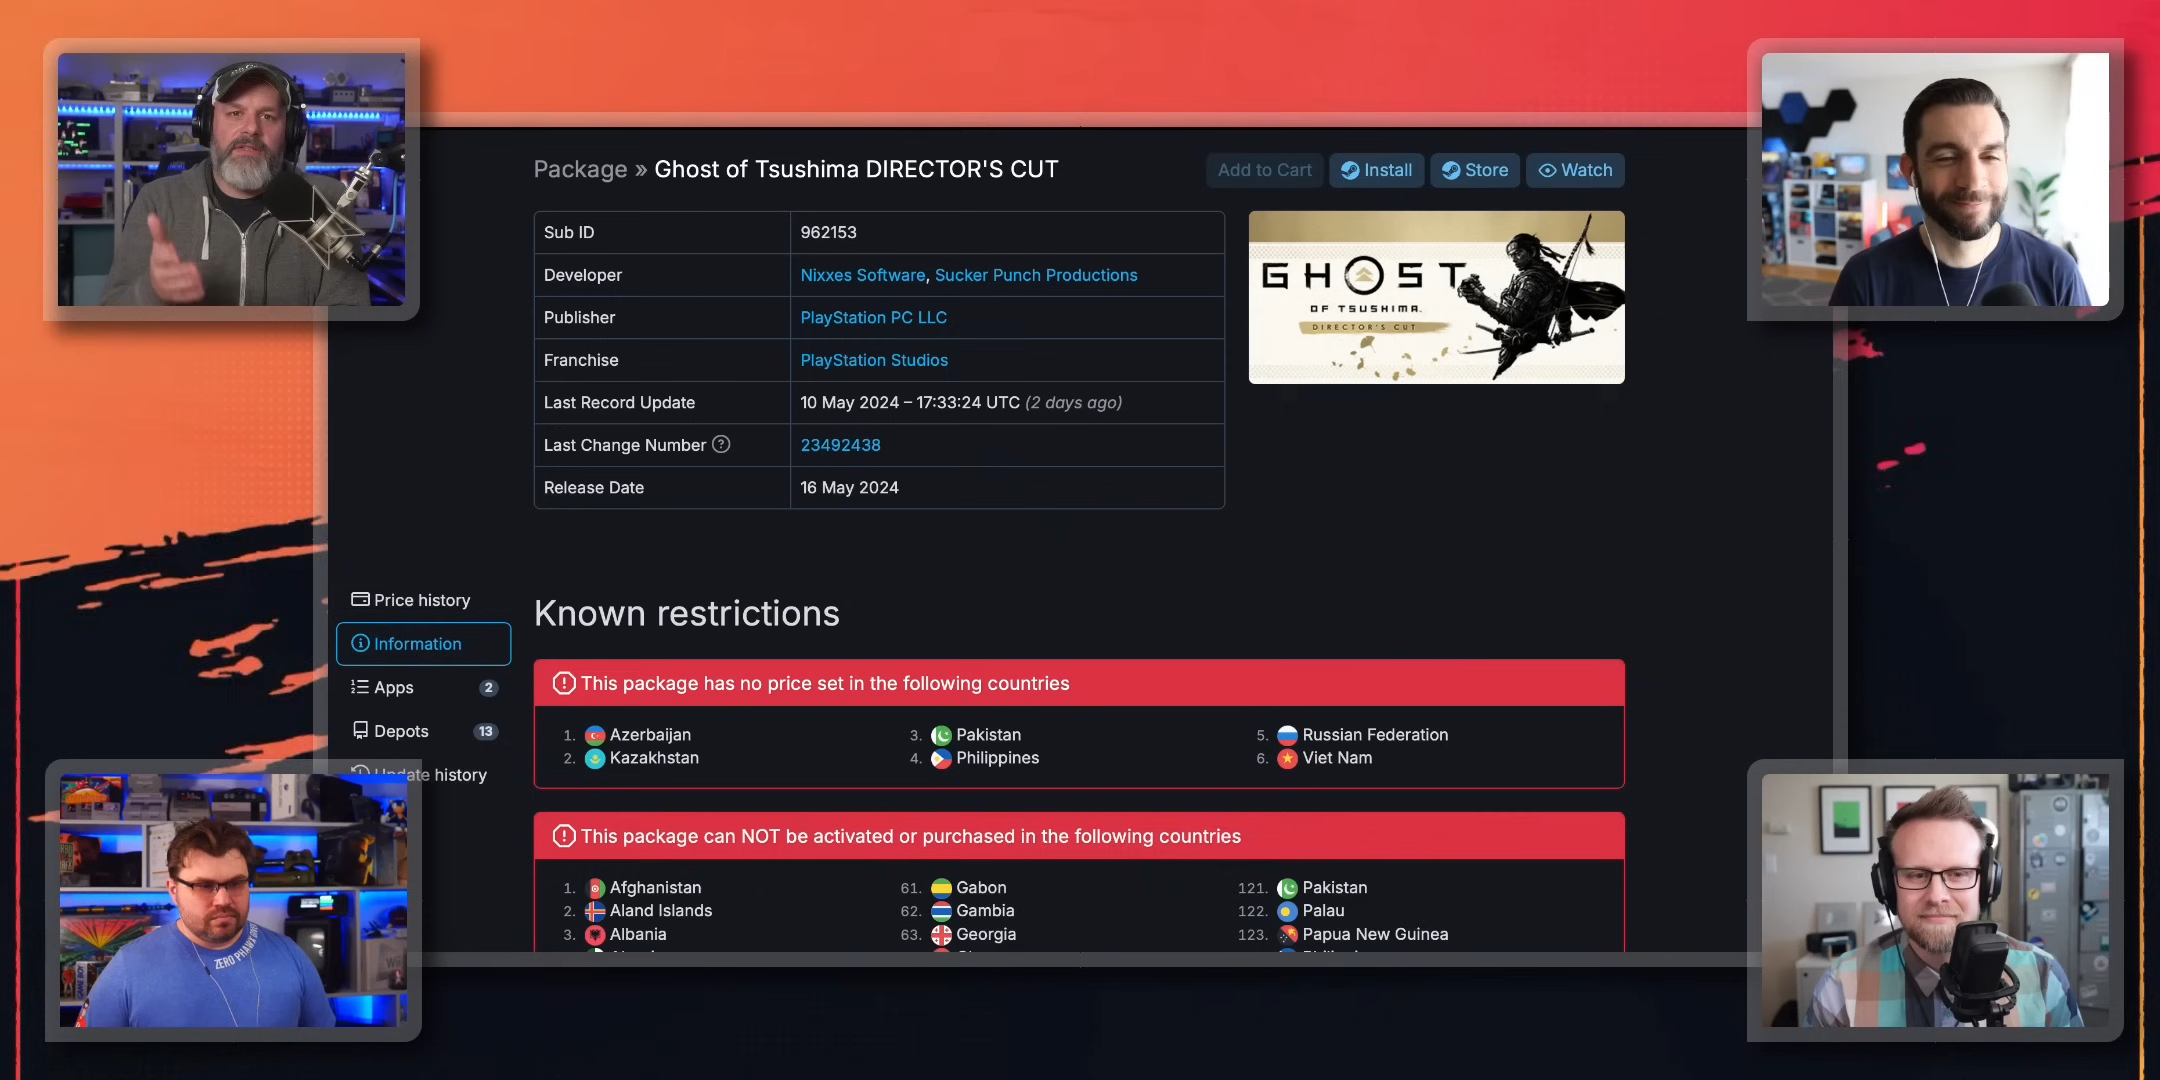 Package » Ghost of Tsushima DIRECTOR'S CUT
Add to Cart
Install
Store
Watch
Sub ID 962153
Developer Nixxes Software, Sucker Punch Productions
Publisher PlayStation PC LLC
Franchise PlayStation Studios
Last Record Update 10 May 2024 – 17:33:24 UTC (2 days ago)
Last Change Number 23492438
Release Date 16 May 2024
GHOST
OF TSUSHIMA
DIRECTOR'S CUT
Price history
Information
Apps 2
Depots 13
Update history
Known restrictions
This package has no price set in the following countries
1. Azerbaijan
2. Kazakhstan
3. Pakistan
4. Philippines
5. Russian Federation
6. Viet Nam
This package can NOT be activated or purchased in the following countries
1. Afghanistan
2. Aland Islands
3. Albania
61. Gabon
62. Gambia
63. Georgia
121. Pakistan
122. Palau
123. Papua New Guinea
ZERO PHAWX GIVEN